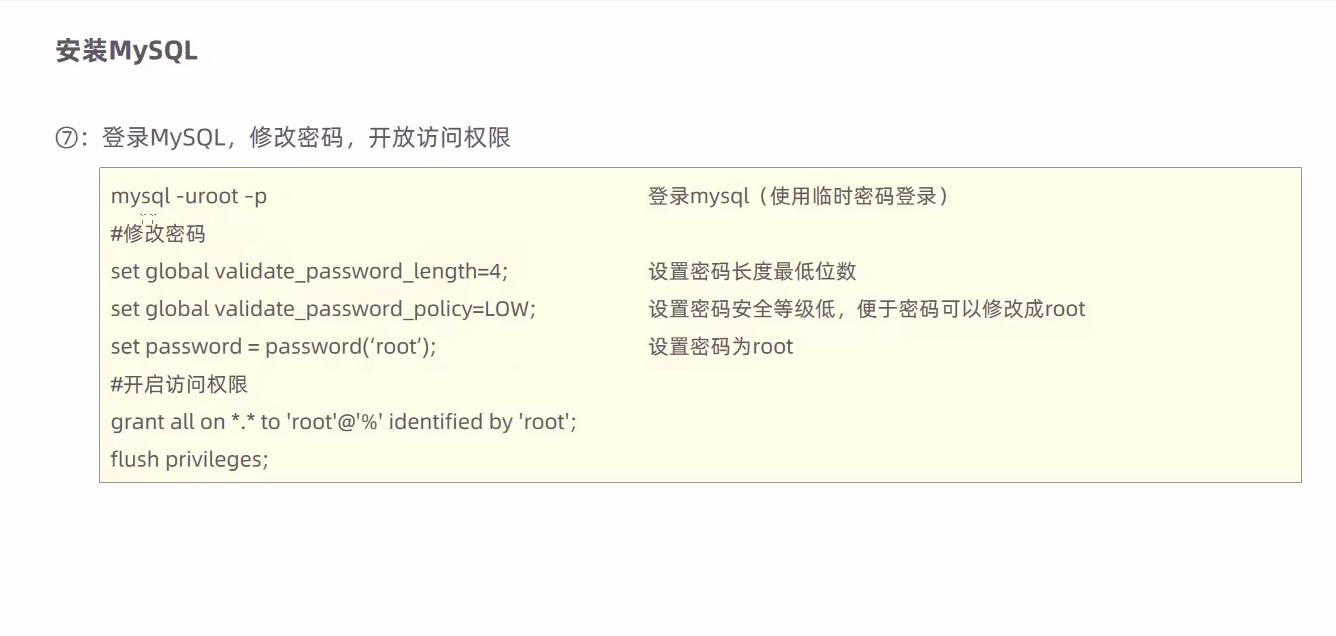 安装MySQL
⑦：登录MySQL，修改密码，开放访问权限
mysql -uroot –p 登录mysql（使用临时密码登录）
#修改密码
set global validate_password_length=4; 设置密码长度最低位数
set global validate_password_policy=LOW; 设置密码安全等级低，便于密码可以修改成root
set password = password(‘root’); 设置密码为root
#开启访问权限
grant all on *.* to 'root'@'%' identified by 'root';
flush privileges;